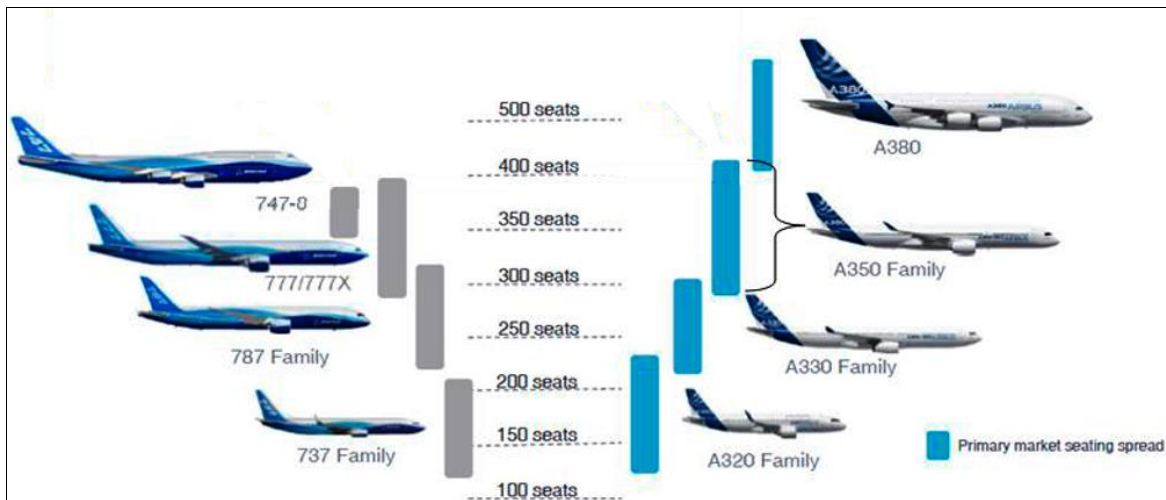 500 seats
A380
A380
400 seats
747-8
350 seats
777/777X
A350 Family
300 seats
787 Family
250 seats
A330 Family
200 seats
737 Family
150 seats
A320 Family
Primary market seating spread
100 seats